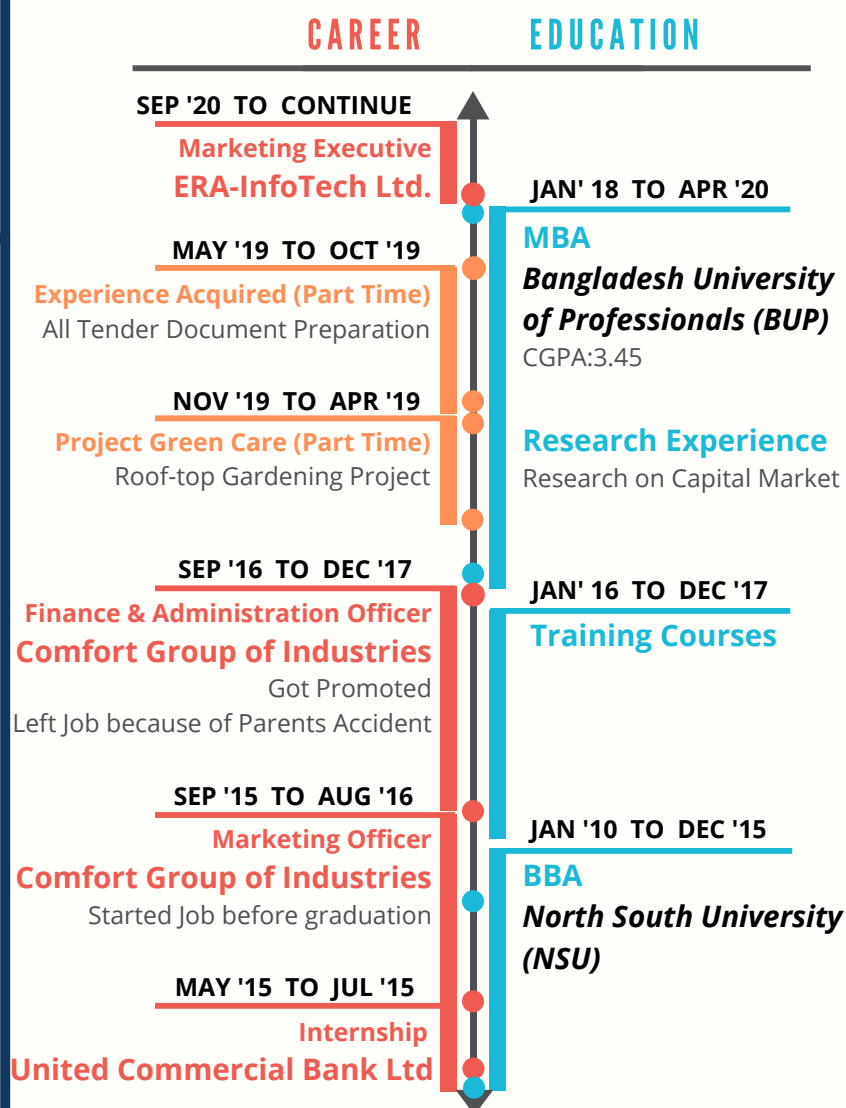 CAREER
EDUCATION
SEP '20 TO CONTINUE
Marketing Executive
ERA-InfoTech Ltd.
MAY '19 TO OCT '19
Experience Acquired (Part Time)
All Tender Document Preparation
NOV '19 TO APR '19
Project Green Care (Part Time)
Roof-top Gardening Project
SEP '16 TO DEC '17
Finance & Administration Officer
Comfort Group of Industries
Got Promoted
Left Job because of Parents Accident
SEP '15 TO AUG '16
Marketing Officer
Comfort Group of Industries
Started Job before graduation
MAY '15 TO JUL '15
Internship
United Commercial Bank Ltd
JAN' 18 TO APR '20
MBA
Bangladesh University
of Professionals (BUP)
CGPA:3.45
Research Experience
Research on Capital Market
JAN' 16 TO DEC '17
Training Courses
JAN '10 TO DEC '15
BBA
North South University
(NSU)